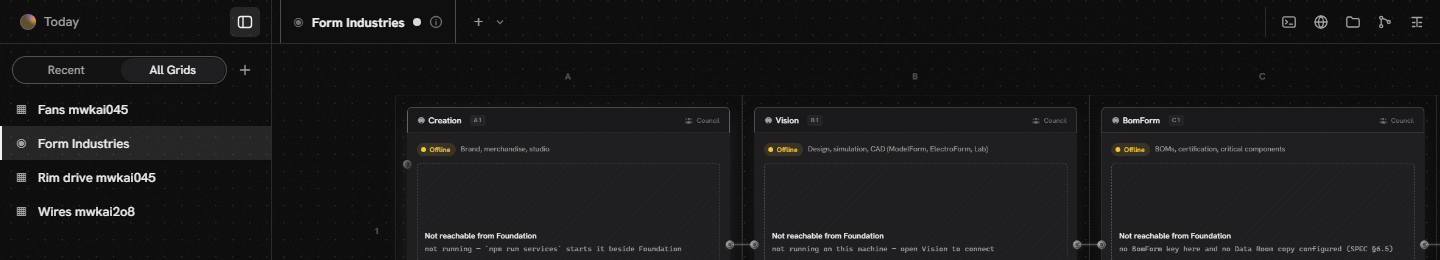 Today
Form Industries
Recent
All Grids
Fans mwkai045
Form Industries
Rim drive mwkai045
Wires mwkai2o8
A
B
C
1
Creation A1 Council
Offline Brand, merchandise, studio
Not reachable from Foundation
not running — `npm run services` starts it beside Foundation
Vision B1 Council
Offline Design, simulation, CAD (ModelForm, ElectroForm, Lab)
Not reachable from Foundation
not running on this machine — open Vision to connect
BomForm C1 Council
Offline BOMs, certification, critical components
Not reachable from Foundation
no BomForm key here and no Data Room copy configured (SPEC §6.5)